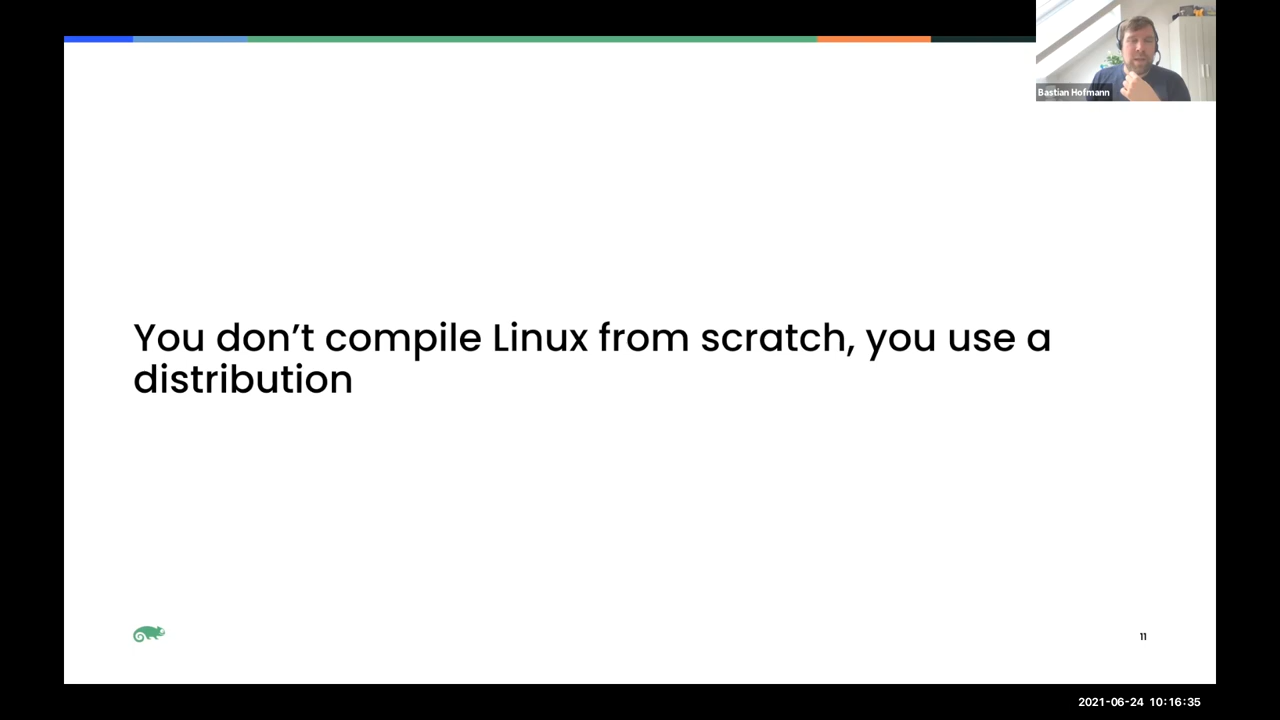 Bastian Hofmann
You don’t compile Linux from scratch, you use a
distribution
11
2021-06-24 10:16:35